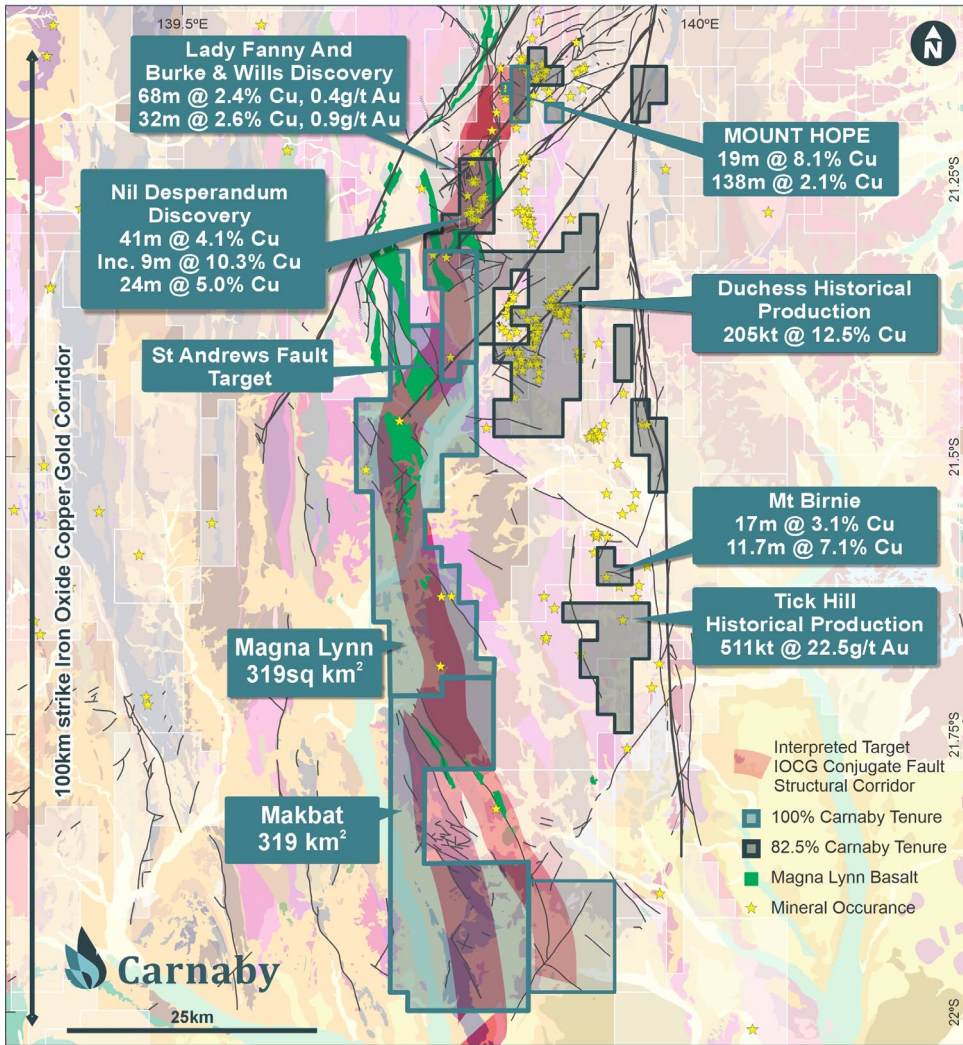 139.5ºE
140ºE
N
Lady Fanny And
Burke & Wills Discovery
68m @ 2.4% Cu, 0.4g/t Au
32m @ 2.6% Cu, 0.9g/t Au
MOUNT HOPE
19m @ 8.1% Cu
138m @ 2.1% Cu
21.25ºS
Nil Desperandum
Discovery
41m @ 4.1% Cu
Inc. 9m @ 10.3% Cu
24m @ 5.0% Cu
Duchess Historical
Production
205kt @ 12.5% Cu
St Andrews Fault
Target
21.5ºS
Mt Birnie
17m @ 3.1% Cu
11.7m @ 7.1% Cu
Tick Hill
Historical Production
511kt @ 22.5g/t Au
Magna Lynn
319sq km²
100km strike Iron Oxide Copper Gold Corridor
21.75ºS
Makbat
319 km²
Interpreted Target
IOCG Conjugate Fault
Structural Corridor
100% Carnaby Tenure
82.5% Carnaby Tenure
Magna Lynn Basalt
Mineral Occurance
Carnaby
25km
22ºS